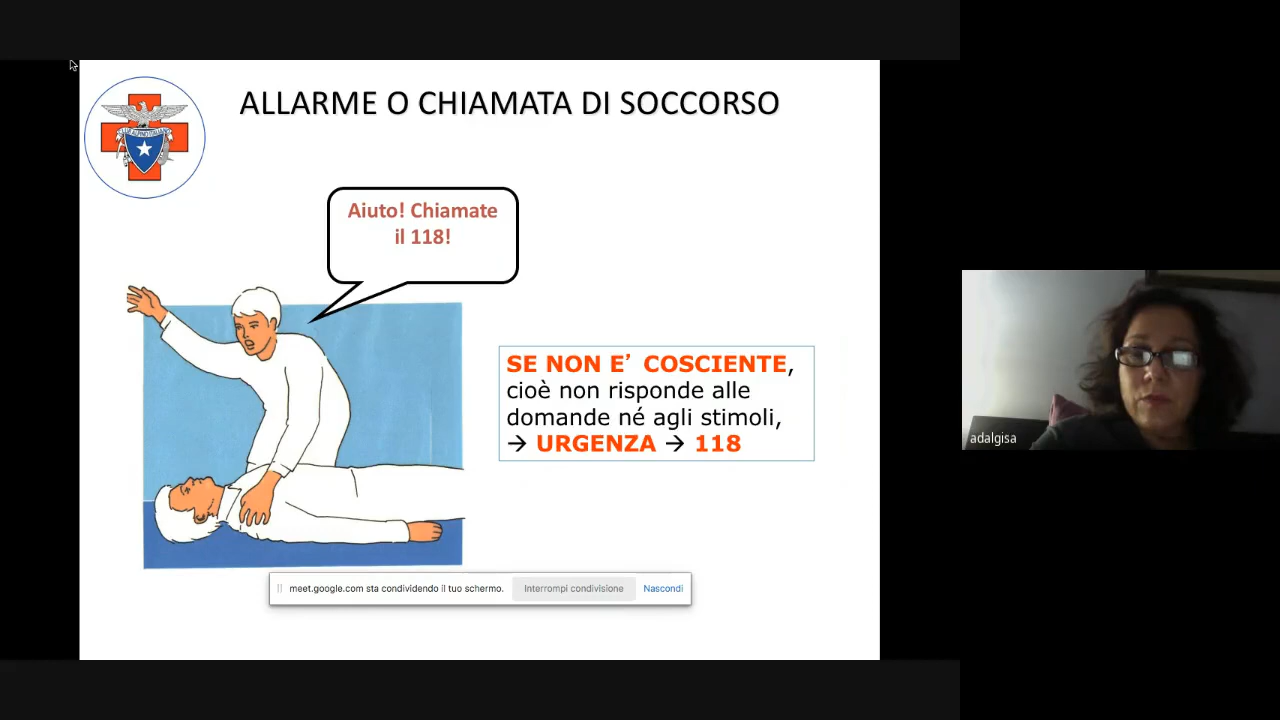 ALLARME O CHIAMATA DI SOCCORSO
Aiuto! Chiamate
il 118!
SE NON E’ COSCIENTE,
cioè non risponde alle
domande né agli stimoli,
→ URGENZA → 118
meet.google.com sta condividendo il tuo schermo.
Interrompi condivisione
Nascondi
adalgisa